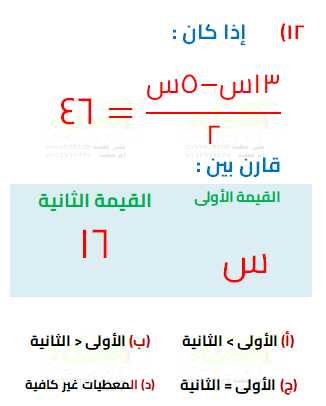 ١٢) إذا كان :
١٣س−٥س
= ٤٦
٢
قارن بين :
القيمة الأولى القيمة الثانية
س ١٦
(أ) الأولى > الثانية (ب) الأولى < الثانية
(ج) الأولى = الثانية (د) المعطيات غير كافية